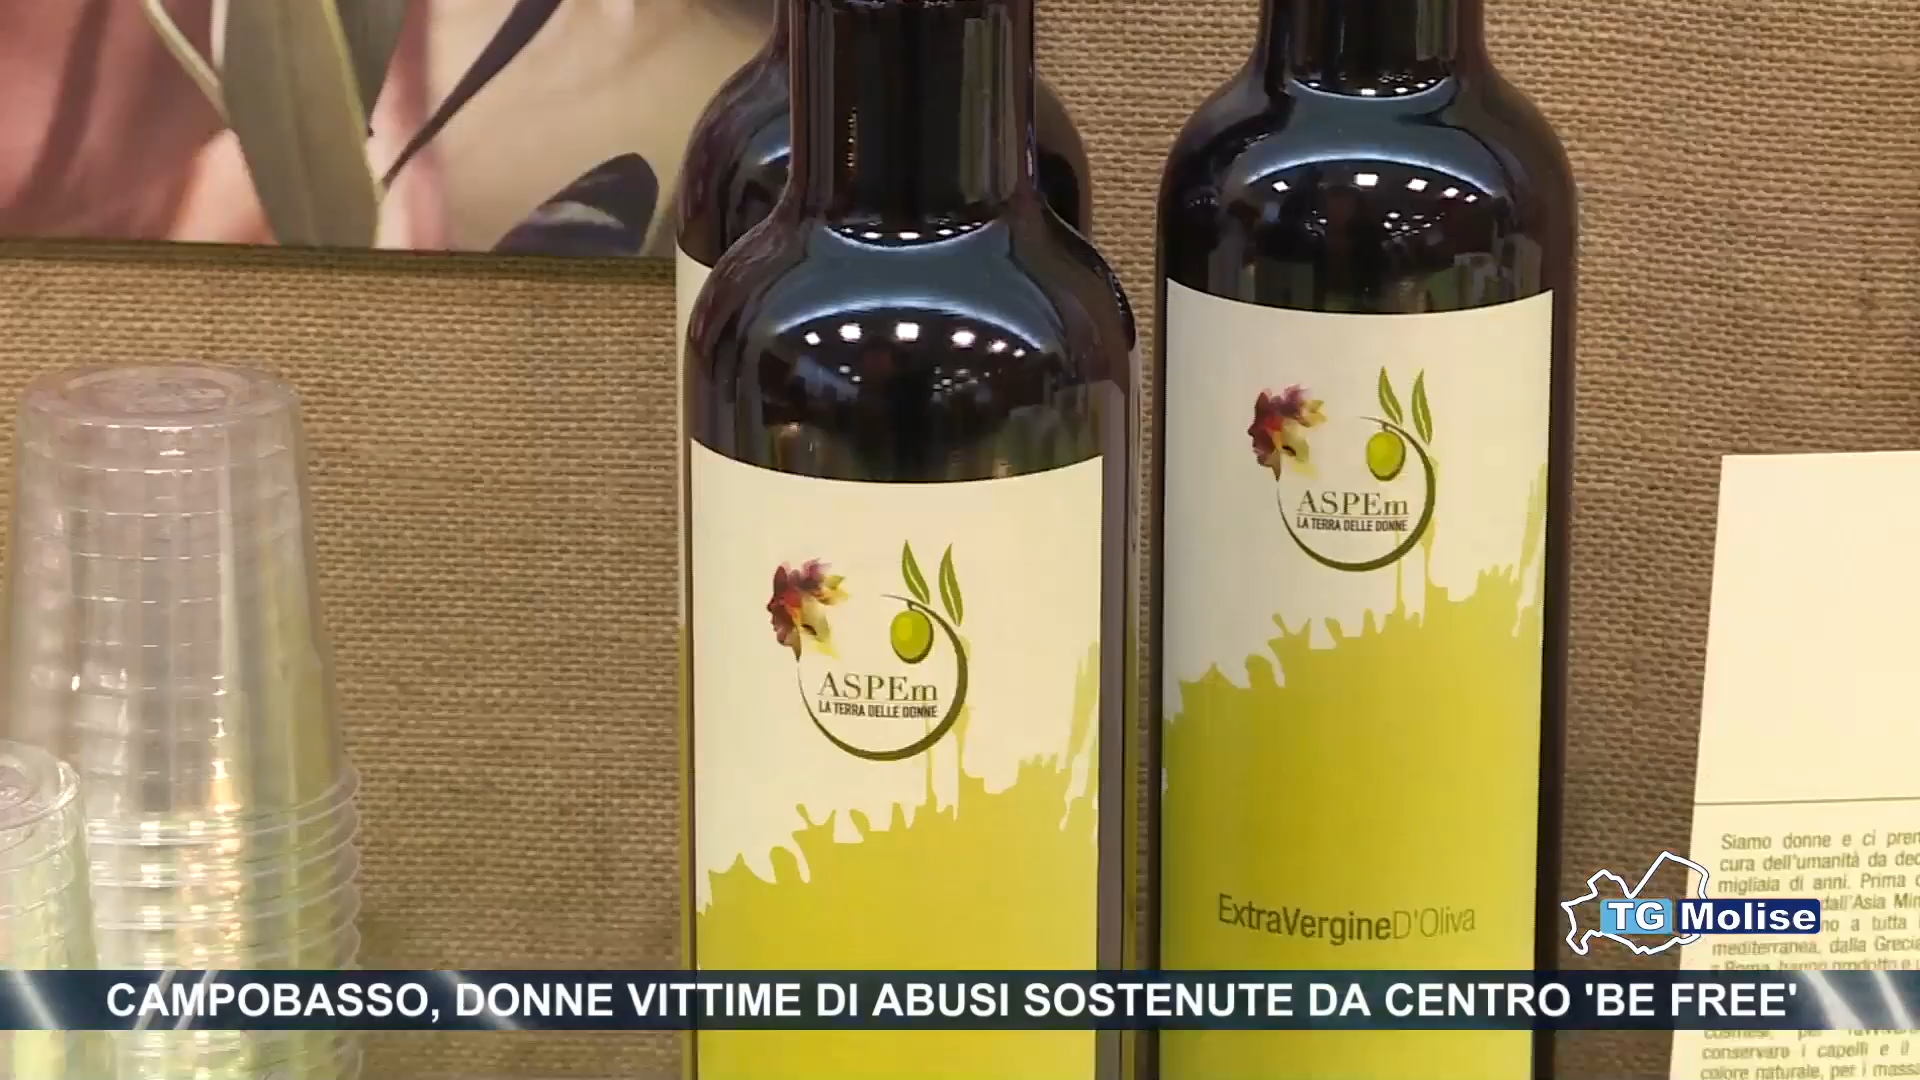 ASPEm
LA TERRA DELLE DONNE
ASPEm
LA TERRA DELLE DONNE
ExtraVergineD'Oliva
Siamo donne e ci
cura dell'umanità da
migliaia di anni. Prima
dall'Asia
a tutta
mediterranea, dalla
TG Molise
CAMPOBASSO, DONNE VITTIME DI ABUSI SOSTENUTE DA CENTRO 'BE FREE'
conservare i capelli e il
colore naturale, per i